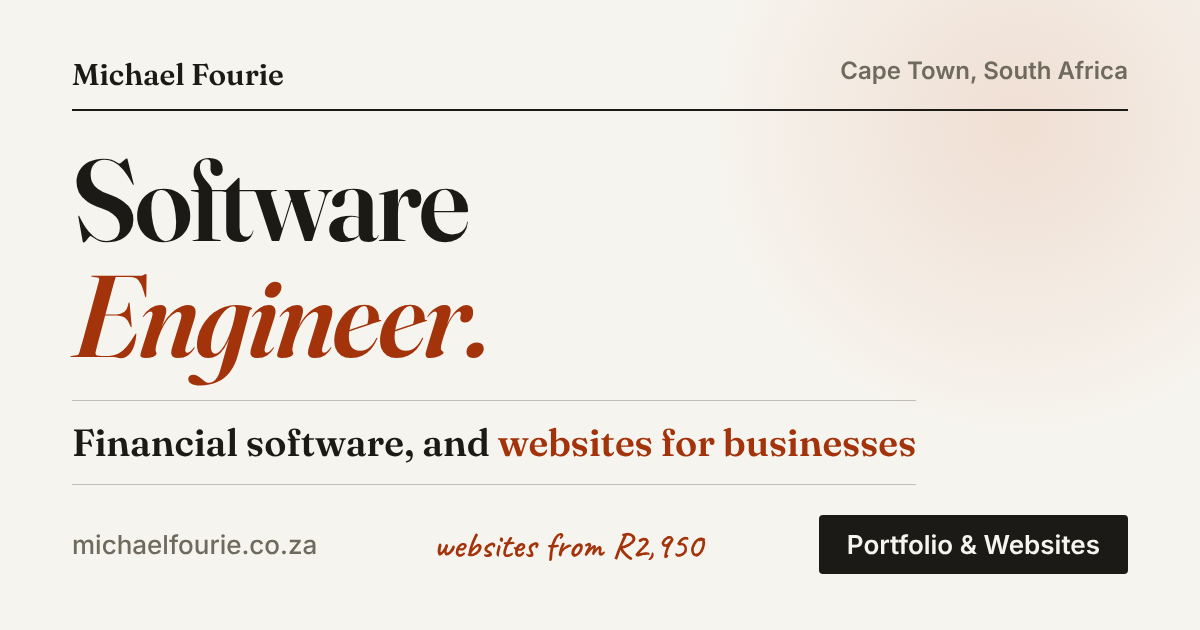 Michael Fourie
Cape Town, South Africa
Software
Engineer.
Financial software, and websites for businesses
michaelfourie.co.za
websites from R2,950
Portfolio & Websites